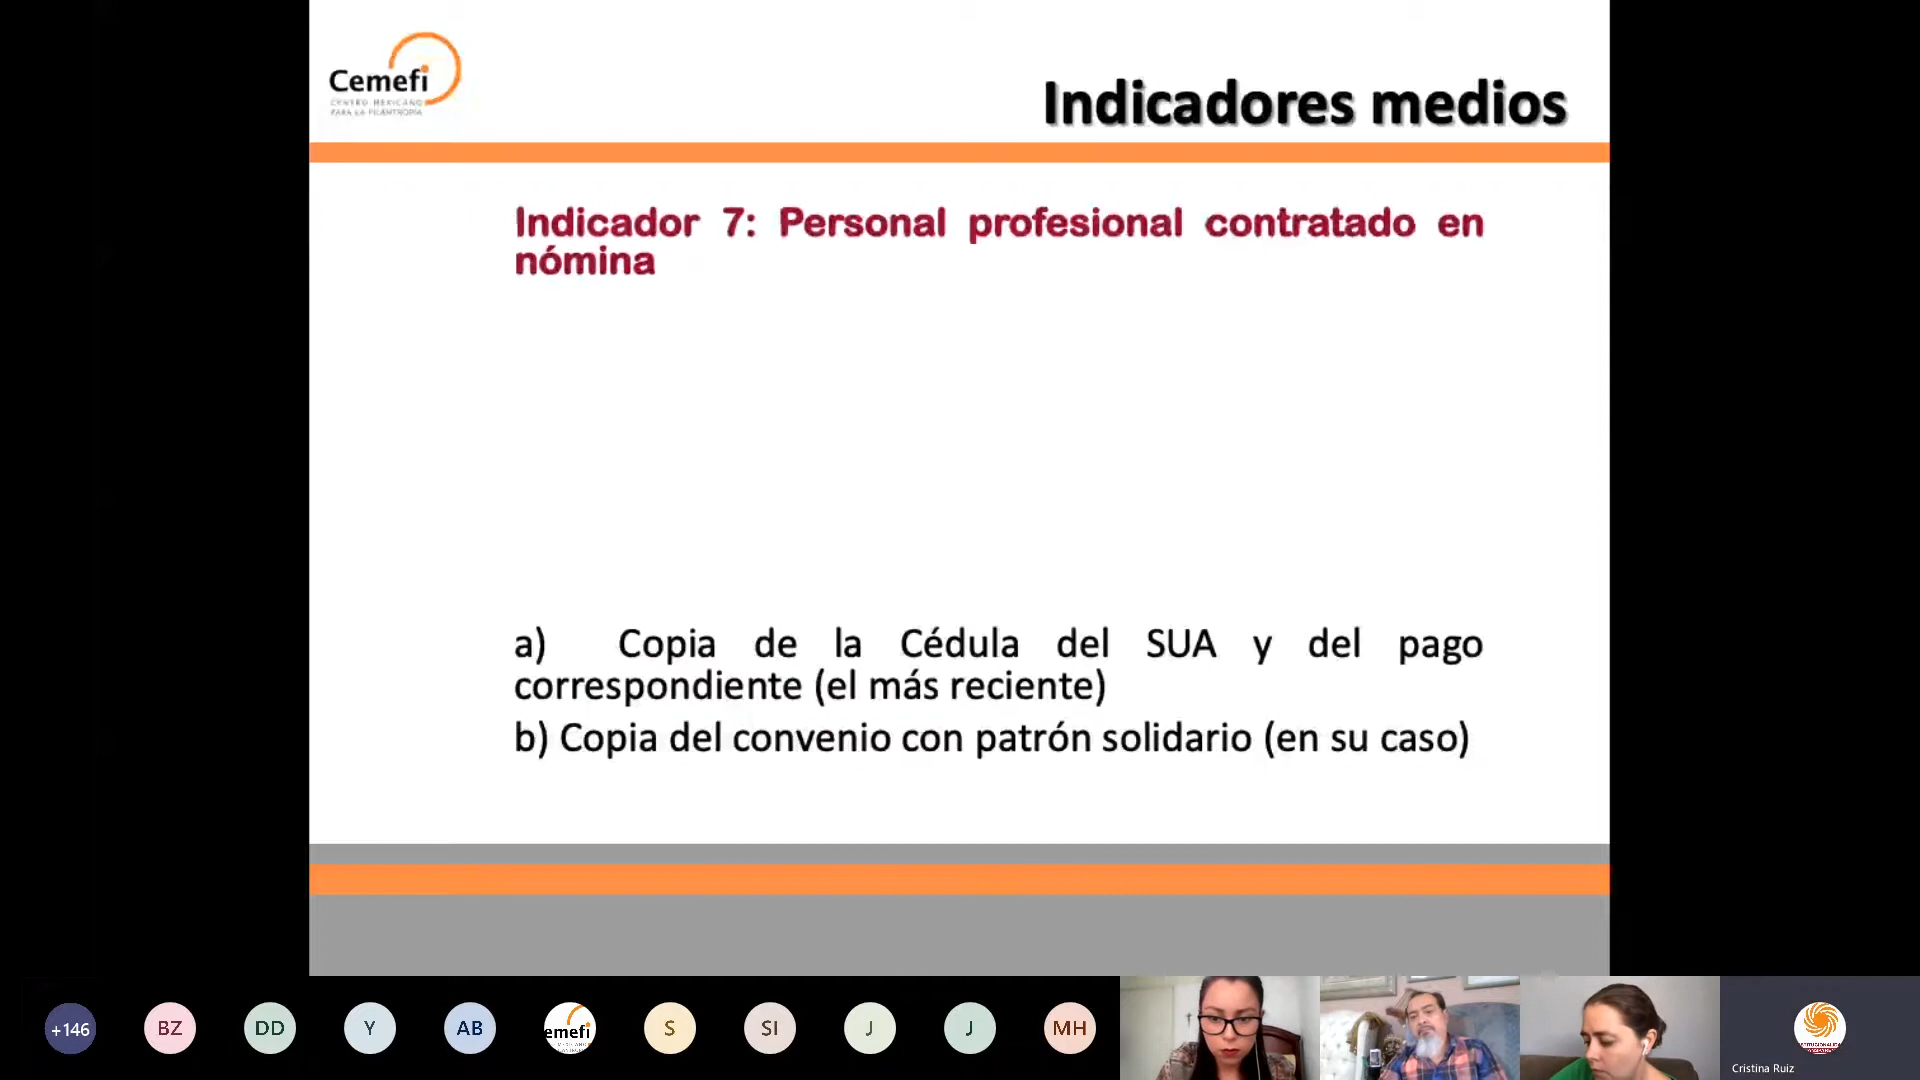 Cemefi
CENTRO MEXICANO
PARA LA FILANTROPÍA
Indicadores medios
Indicador 7: Personal profesional contratado en
nómina
a) Copia de la Cédula del SUA y del pago
correspondiente (el más reciente)
b) Copia del convenio con patrón solidario (en su caso)
+146
BZ
DD
Y
AB
emefi
S
SI
J
J
MH
Cristina Ruiz